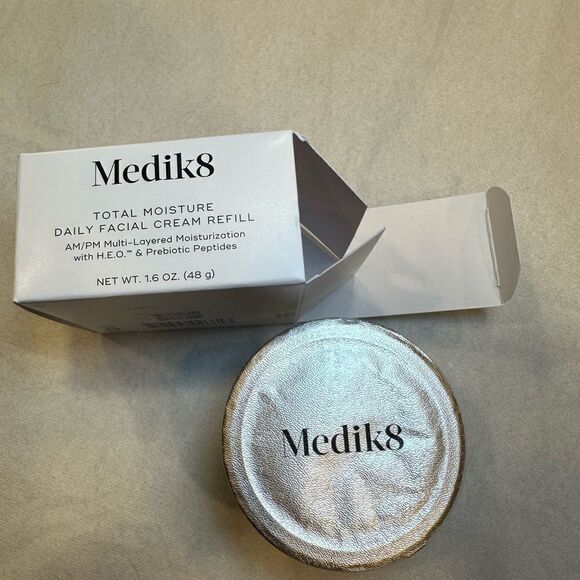 Medik8
TOTAL MOISTURE
DAILY FACIAL CREAM REFILL
AM/PM Multi-Layered Moisturization
with H.E.O.™ & Prebiotic Peptides
NET WT. 1.6 OZ. (48 g)
Medik8